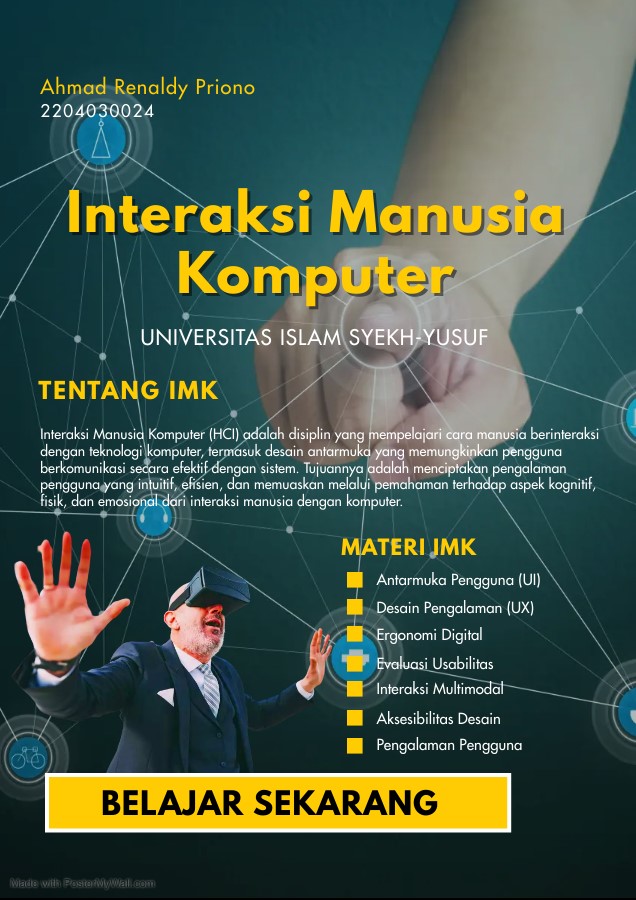 Ahmad Renaldy Priono
2204030024
Interaksi Manusia
Komputer
UNIVERSITAS ISLAM SYEKH-YUSUF
TENTANG IMK
Interaksi Manusia Komputer (HCI) adalah disiplin yang mempelajari cara manusia berinteraksi
dengan teknologi komputer, termasuk desain antarmuka yang memungkinkan pengguna
berkomunikasi secara efektif dengan sistem. Tujuannya adalah menciptakan pengalaman
pengguna yang intuitif, efisien, dan memuaskan melalui pemahaman terhadap aspek kognitif,
fisik, dan emosional dari interaksi manusia dengan komputer.
MATERI IMK
Antarmuka Pengguna (UI)
Desain Pengalaman (UX)
Ergonomi Digital
Evaluasi Usabilitas
Interaksi Multimodal
Aksesibilitas Desain
Pengalaman Pengguna
BELAJAR SEKARANG
Made with PosterMyWall.com